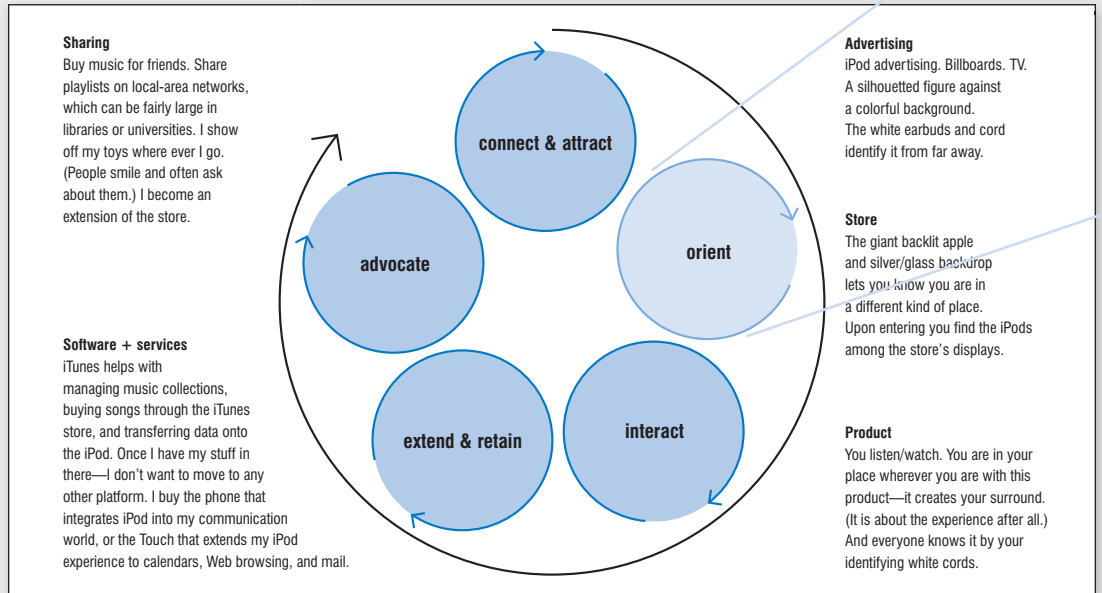 Sharing
Buy music for friends. Share
playlists on local-area networks,
which can be fairly large in
libraries or universities. I show
off my toys where ever I go.
(People smile and often ask
about them.) I become an
extension of the store.
Software + services
iTunes helps with
managing music collections,
buying songs through the iTunes
store, and transferring data onto
the iPod. Once I have my stuff in
there—I don’t want to move to any
other platform. I buy the phone that
integrates iPod into my communication
world, or the Touch that extends my iPod
experience to calendars, Web browsing, and mail.
connect & attract
orient
interact
extend & retain
advocate
Advertising
iPod advertising. Billboards. TV.
A silhouetted figure against
a colorful background.
The white earbuds and cord
identify it from far away.
Store
The giant backlit apple
and silver/glass backdrop
lets you know you are in
a different kind of place.
Upon entering you find the iPods
among the store’s displays.
Product
You listen/watch. You are in your
place wherever you are with this
product—it creates your surround.
(It is about the experience after all.)
And everyone knows it by your
identifying white cords.